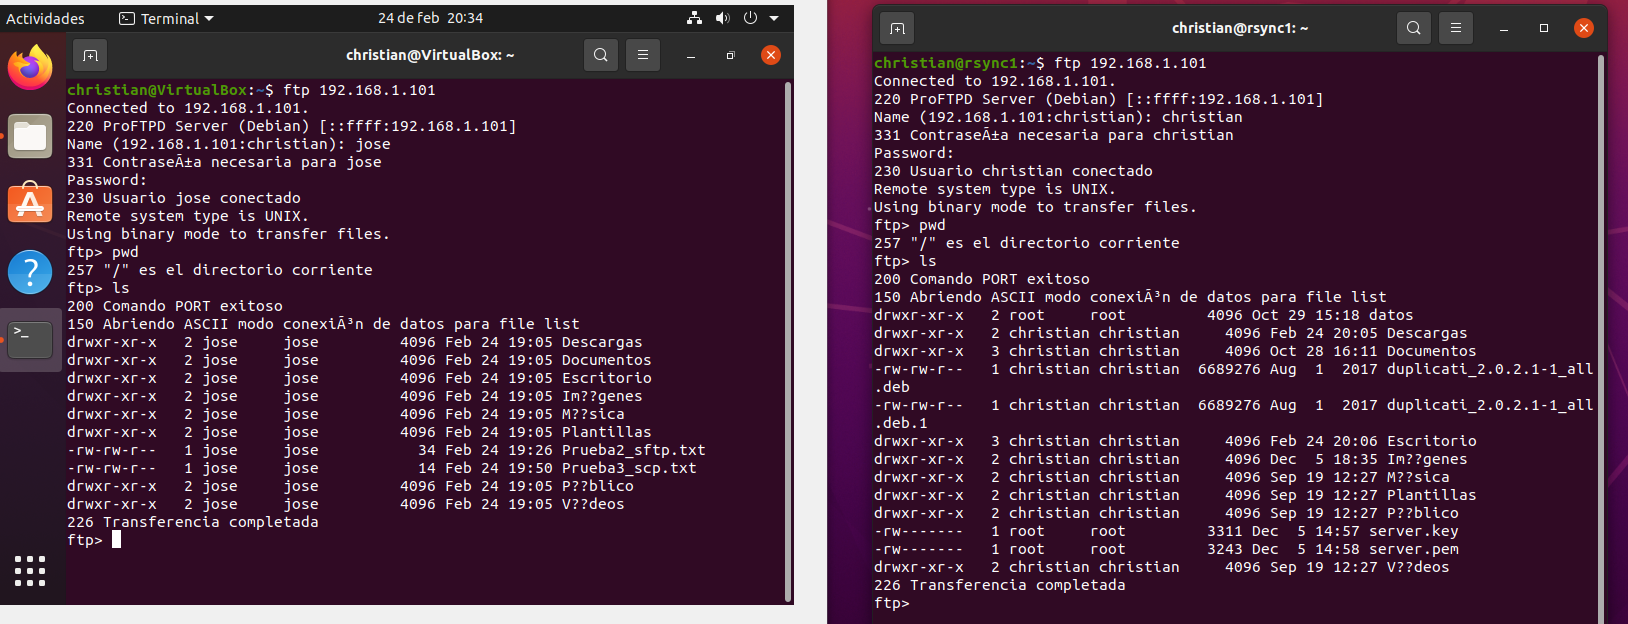 Actividades
Terminal
24 de feb 20:34
christian@VirtualBox: ~
christian@VirtualBox:~$ ftp 192.168.1.101
Connected to 192.168.1.101.
220 ProFTPD Server (Debian) [::ffff:192.168.1.101]
Name (192.168.1.101:christian): jose
331 ContraseÃ±a necesaria para jose
Password:
230 Usuario jose conectado
Remote system type is UNIX.
Using binary mode to transfer files.
ftp> pwd
257 "/" es el directorio corriente
ftp> ls
200 Comando PORT exitoso
150 Abriendo ASCII modo conexiÃ³n de datos para file list
drwxr-xr-x   2 jose     jose         4096 Feb 24 19:05 Descargas
drwxr-xr-x   2 jose     jose         4096 Feb 24 19:05 Documentos
drwxr-xr-x   2 jose     jose         4096 Feb 24 19:05 Escritorio
drwxr-xr-x   2 jose     jose         4096 Feb 24 19:05 Im??genes
drwxr-xr-x   2 jose     jose         4096 Feb 24 19:05 M??sica
drwxr-xr-x   2 jose     jose         4096 Feb 24 19:05 Plantillas
-rw-rw-r--   1 jose     jose           34 Feb 24 19:26 Prueba2_sftp.txt
-rw-rw-r--   1 jose     jose           14 Feb 24 19:50 Prueba3_scp.txt
drwxr-xr-x   2 jose     jose         4096 Feb 24 19:05 P??blico
drwxr-xr-x   2 jose     jose         4096 Feb 24 19:05 V??deos
226 Transferencia completada
ftp>
christian@rsync1: ~
christian@rsync1:~$ ftp 192.168.1.101
Connected to 192.168.1.101.
220 ProFTPD Server (Debian) [::ffff:192.168.1.101]
Name (192.168.1.101:christian): christian
331 ContraseÃ±a necesaria para christian
Password:
230 Usuario christian conectado
Remote system type is UNIX.
Using binary mode to transfer files.
ftp> pwd
257 "/" es el directorio corriente
ftp> ls
200 Comando PORT exitoso
150 Abriendo ASCII modo conexiÃ³n de datos para file list
drwxr-xr-x   2 root     root         4096 Oct 29 15:18 datos
drwxr-xr-x   2 christian christian     4096 Feb 24 20:05 Descargas
drwxr-xr-x   3 christian christian     4096 Oct 28 16:11 Documentos
-rw-rw-r--   1 christian christian  6689276 Aug  1  2017 duplicati_2.0.2.1-1_all
.deb
-rw-rw-r--   1 christian christian  6689276 Aug  1  2017 duplicati_2.0.2.1-1_all
.deb.1
drwxr-xr-x   3 christian christian     4096 Feb 24 20:06 Escritorio
drwxr-xr-x   2 christian christian     4096 Dec  5 18:35 Im??genes
drwxr-xr-x   2 christian christian     4096 Sep 19 12:27 M??sica
drwxr-xr-x   2 christian christian     4096 Sep 19 12:27 Plantillas
drwxr-xr-x   2 christian christian     4096 Sep 19 12:27 P??blico
-rw-------   1 root     root         3311 Dec  5 14:57 server.key
-rw-------   1 root     root         3243 Dec  5 14:58 server.pem
drwxr-xr-x   2 christian christian     4096 Sep 19 12:27 V??deos
226 Transferencia completada
ftp>